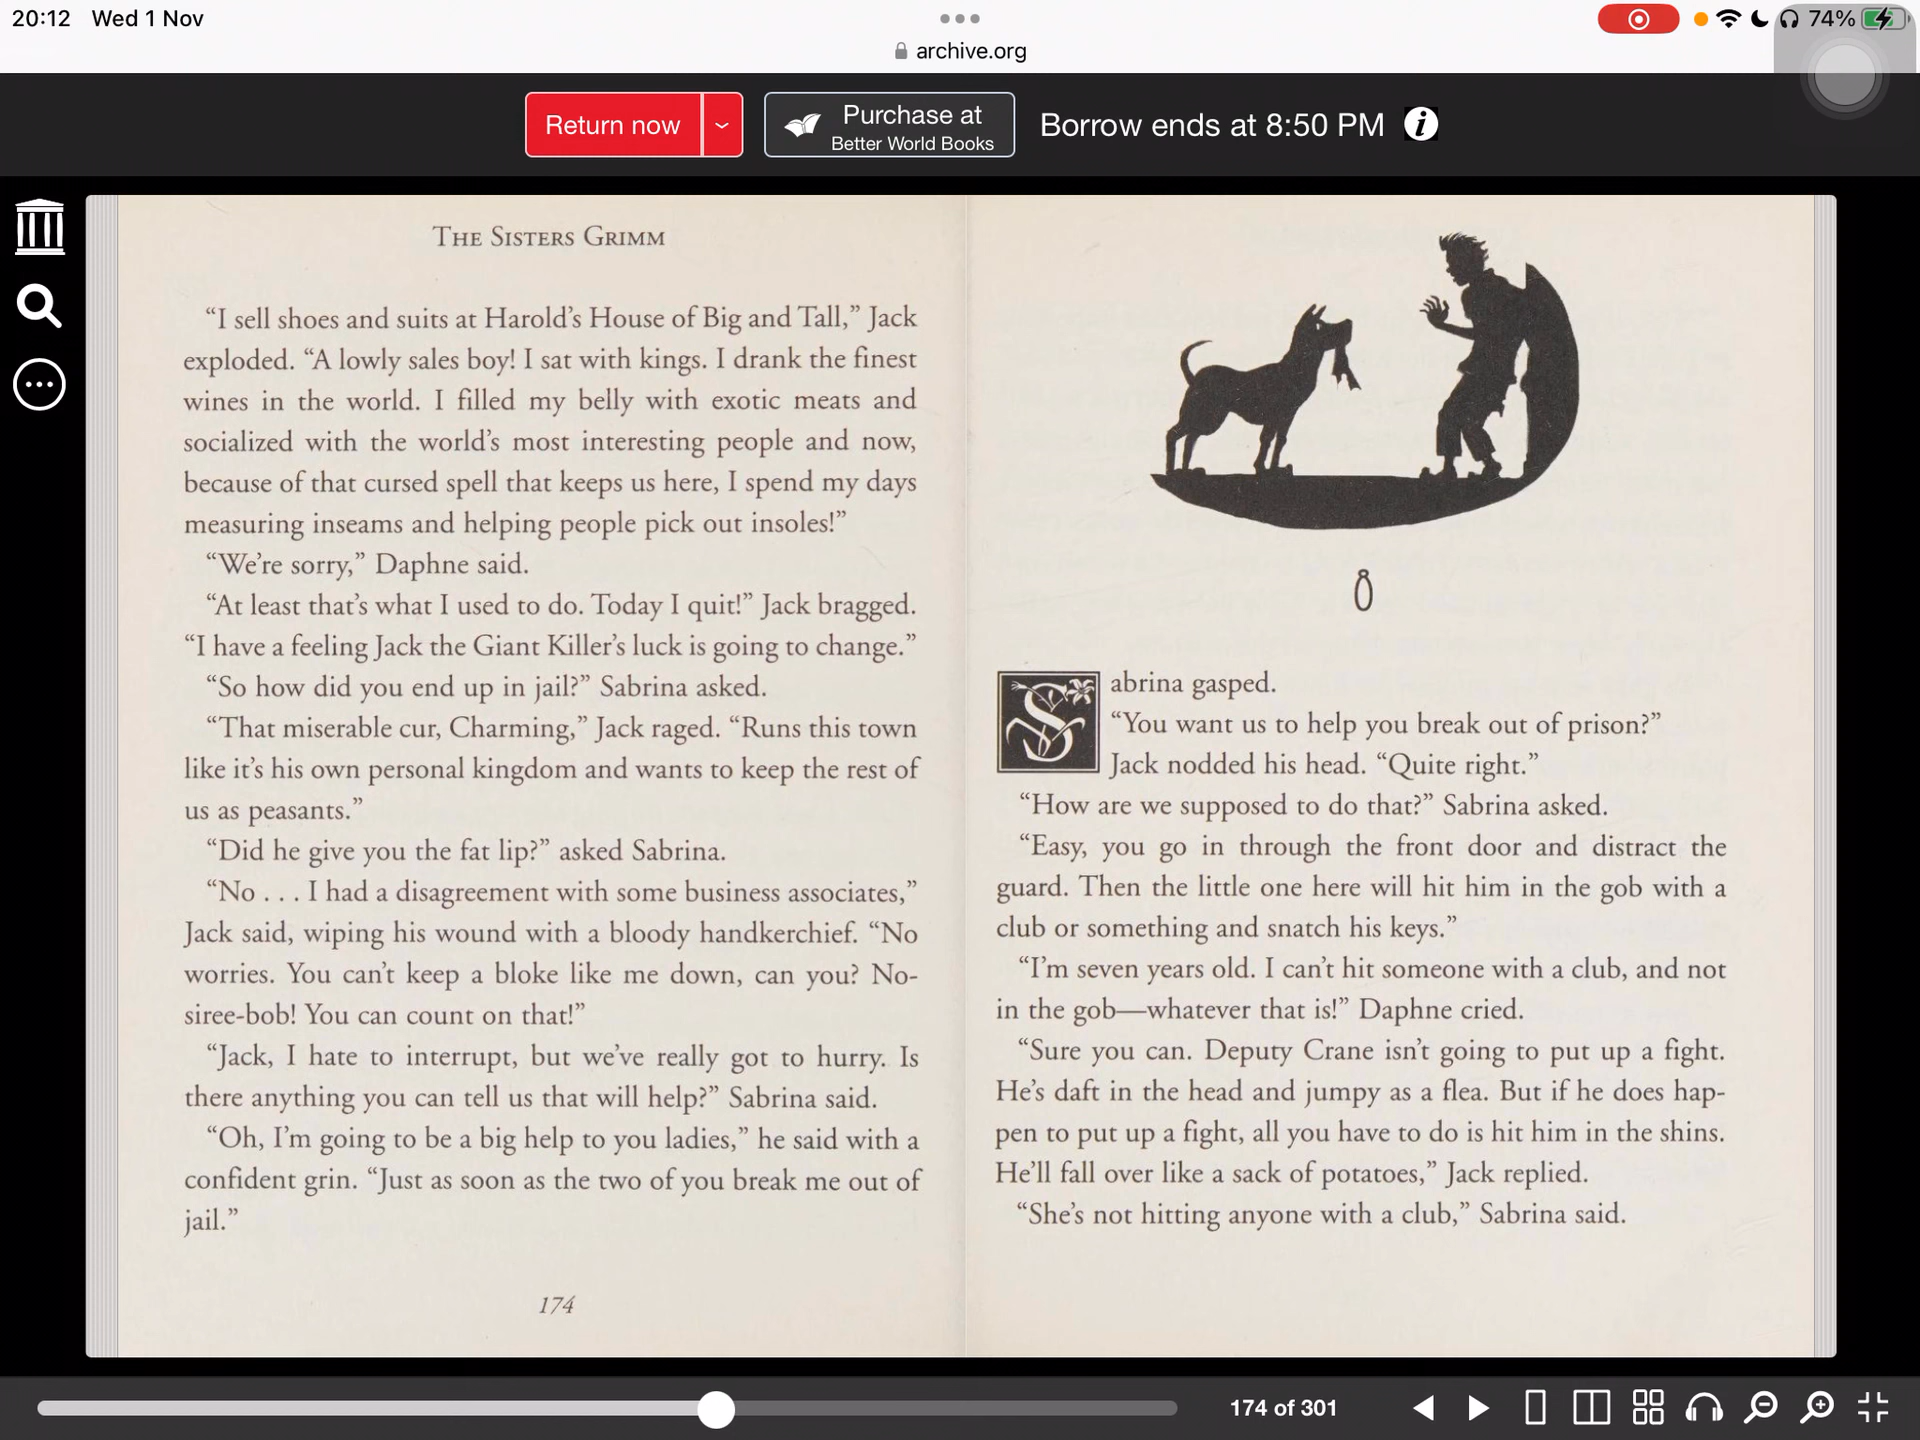 20:12 Wed 1 Nov
74%
archive.org
Return now
Purchase at
Better World Books
Borrow ends at 8:50 PM
THE SISTERS GRIMM
“I sell shoes and suits at Harold’s House of Big and Tall,” Jack
exploded. “A lowly sales boy! I sat with kings. I drank the finest
wines in the world. I filled my belly with exotic meats and
socialized with the world’s most interesting people and now,
because of that cursed spell that keeps us here, I spend my days
measuring inseams and helping people pick out insoles!”
“We’re sorry,” Daphne said.
“At least that’s what I used to do. Today I quit!” Jack bragged.
“I have a feeling Jack the Giant Killer’s luck is going to change.”
“So how did you end up in jail?” Sabrina asked.
“That miserable cur, Charming,” Jack raged. “Runs this town
like it’s his own personal kingdom and wants to keep the rest of
us as peasants.”
“Did he give you the fat lip?” asked Sabrina.
“No . . . I had a disagreement with some business associates,”
Jack said, wiping his wound with a bloody handkerchief. “No
worries. You can’t keep a bloke like me down, can you? No-
siree-bob! You can count on that!”
“Jack, I hate to interrupt, but we’ve really got to hurry. Is
there anything you can tell us that will help?” Sabrina said.
“Oh, I’m going to be a big help to you ladies,” he said with a
confident grin. “Just as soon as the two of you break me out of
jail.”
174
Sabrina gasped.
“You want us to help you break out of prison?”
Jack nodded his head. “Quite right.”
“How are we supposed to do that?” Sabrina asked.
“Easy, you go in through the front door and distract the
guard. Then the little one here will hit him in the gob with a
club or something and snatch his keys.”
“I’m seven years old. I can’t hit someone with a club, and not
in the gob—whatever that is!” Daphne cried.
“Sure you can. Deputy Crane isn’t going to put up a fight.
He’s daft in the head and jumpy as a flea. But if he does hap-
pen to put up a fight, all you have to do is hit him in the shins.
He’ll fall over like a sack of potatoes,” Jack replied.
“She’s not hitting anyone with a club,” Sabrina said.
174 of 301